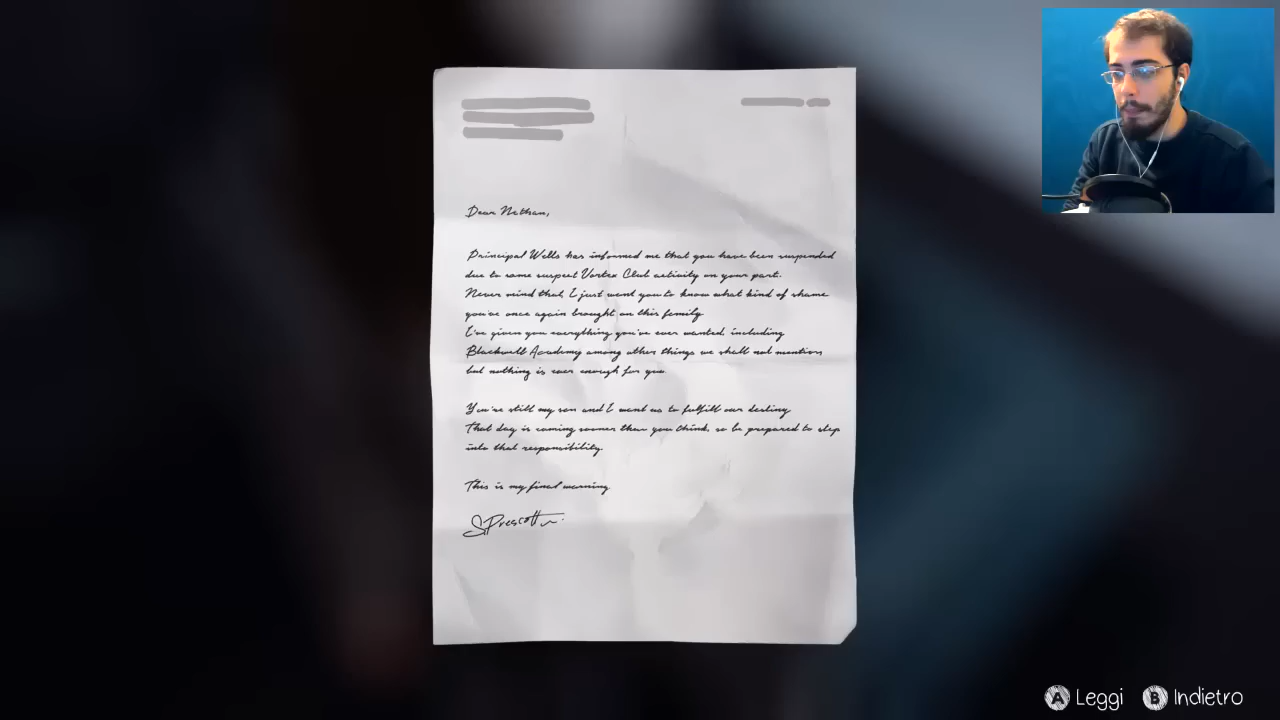 Dear Nathan,
Principal Wells has informed me that you have been suspended
due to some suspect Vortex Club activity on your part.
Never mind that, I just want you to know what kind of shame
you've once again brought on this family
I've given you everything you've ever wanted, including
Blackwell Academy among other things we shall not mention
but nothing is ever enough for you.
You're still my son and I want us to fulfill our destiny
That day is coming sooner than you think, so be prepared to step
into that responsibility.
This is my final warning
S. Prescott
A Leggi B Indietro